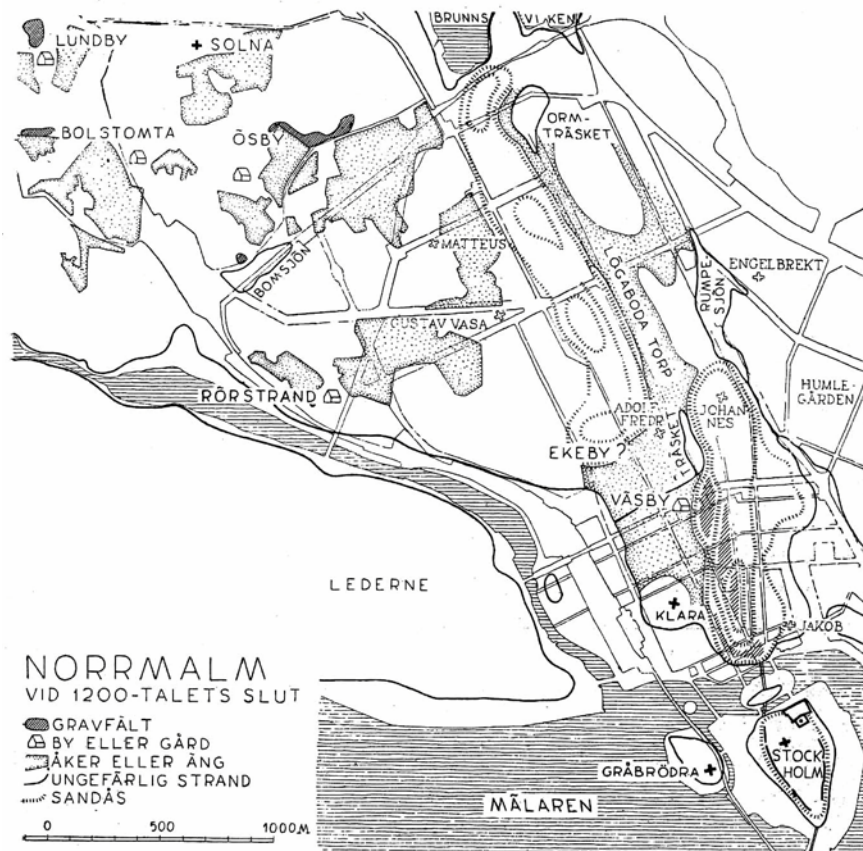 BRUNNS
VIKEN
LUNDBY
SOLNA
ORM-
TRÄSKET
BOLSTOMTA
ÖSBY
MATTEUS
LÖGABODA TORP
RUMPE-
SJÖN
ENGELBREKT
BOMSJÖN
GUSTAV VASA
RÖRSTRAND
HUMLE-
GÅRDEN
ADOLF
FREDR
JOHAN
NES
TRÄSKET
EKEBY?
VÄSBY
LEDERNE
KLARA
JAKOB
NORRMALM
VID 1200-TALETS SLUT
GRAVFÄLT
BY ELLER GÅRD
ÅKER ELLER ÄNG
UNGEFÄRLIG STRAND
SANDÅS
0 500 1000M
STOCK
HOLM
GRÅBRÖDRA
MÄLAREN